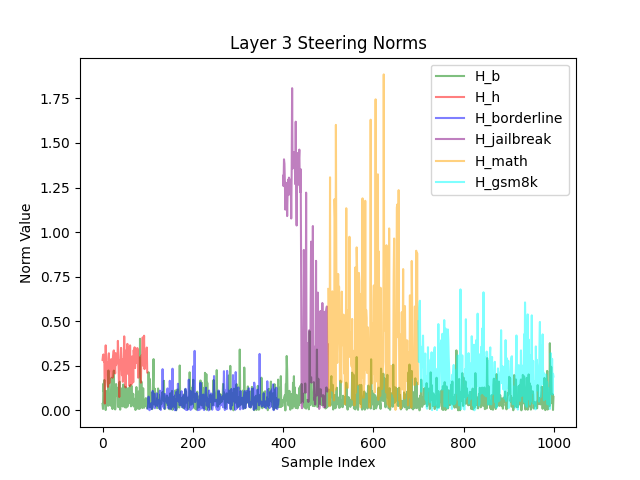 Layer 3 Steering Norms
H_b
H_h
H_borderline
H_jailbreak
H_math
H_gsm8k
Norm Value
1.75
1.50
1.25
1.00
0.75
0.50
0.25
0.00
0
200
400
600
800
1000
Sample Index